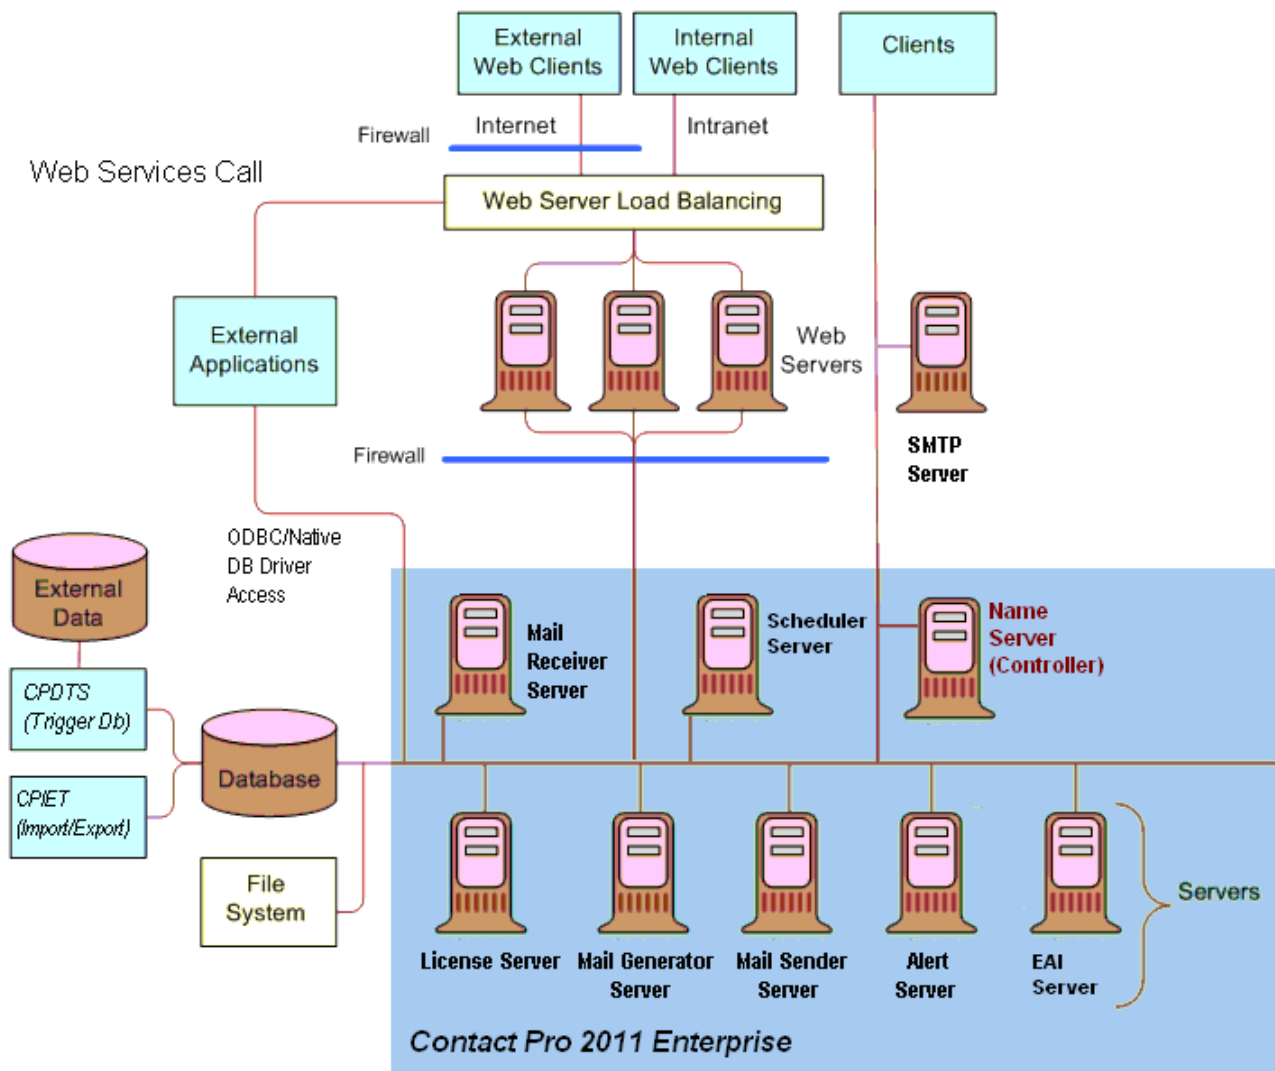 External
Web Clients
Internal
Web Clients
Clients
Firewall
Internet
Intranet
Web Services Call
Web Server Load Balancing
External
Applications
Web
Servers
SMTP
Server
Firewall
ODBC/Native
DB Driver
Access
External
Data
Mail
Receiver
Server
Scheduler
Server
Name
Server
(Controller)
CPDTS
(Trigger Db)
Database
CPIET
(Import/Export)
File
System
Servers
License Server
Mail Generator
Server
Mail Sender
Server
Alert
Server
EAI
Server
Contact Pro 2011 Enterprise